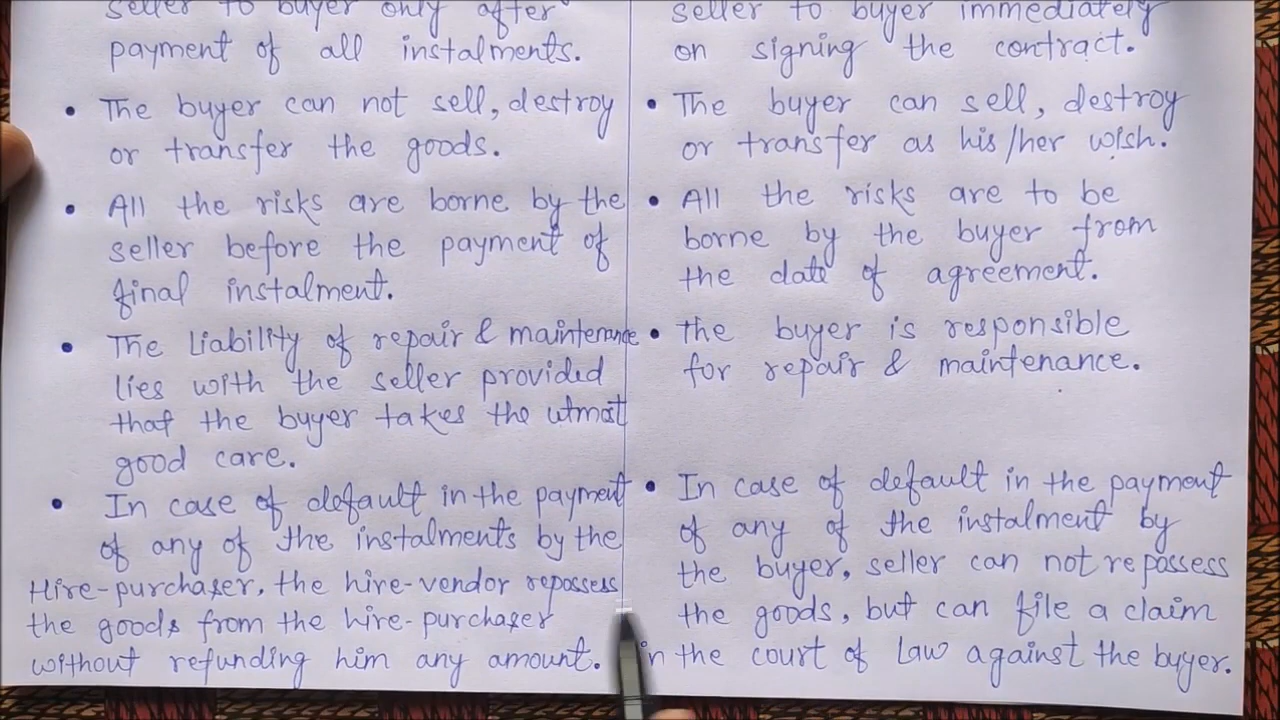 seller to buyer only after
payment of all instalments.
• The buyer can not sell, destroy
or transfer the goods.
• All the risks are borne by the
seller before the payment of
final instalment.
• The liability of repair & maintenance
lies with the seller provided
that the buyer takes the utmost
good care.
• In case of default in the payment
of any of the instalments by the
Hire-purchaser, the hire-vendor repossess
the goods from the hire-purchaser
without refunding him any amount.
seller to buyer immediately
on signing the contract.
• The buyer can sell, destroy
or transfer as his/her wish.
• All the risks are to be
borne by the buyer from
the date of agreement.
• The buyer is responsible
for repair & maintenance.
• In case of default in the payment
of any of the instalment by
the buyer, seller can not repossess
the goods, but can file a claim
in the court of law against the buyer.